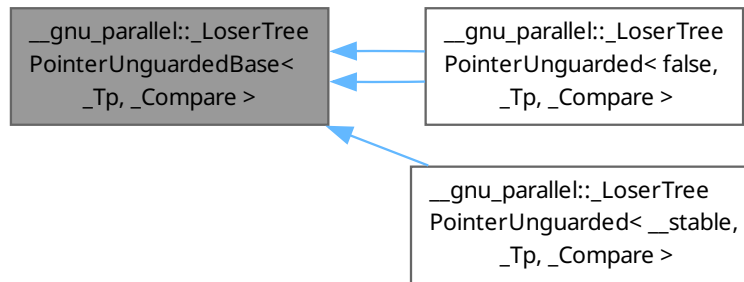 __gnu_parallel::_LoserTree
PointerUnguardedBase<
_Tp, _Compare >
__gnu_parallel::_LoserTree
PointerUnguarded< false,
_Tp, _Compare >
__gnu_parallel::_LoserTree
PointerUnguarded< __stable,
_Tp, _Compare >